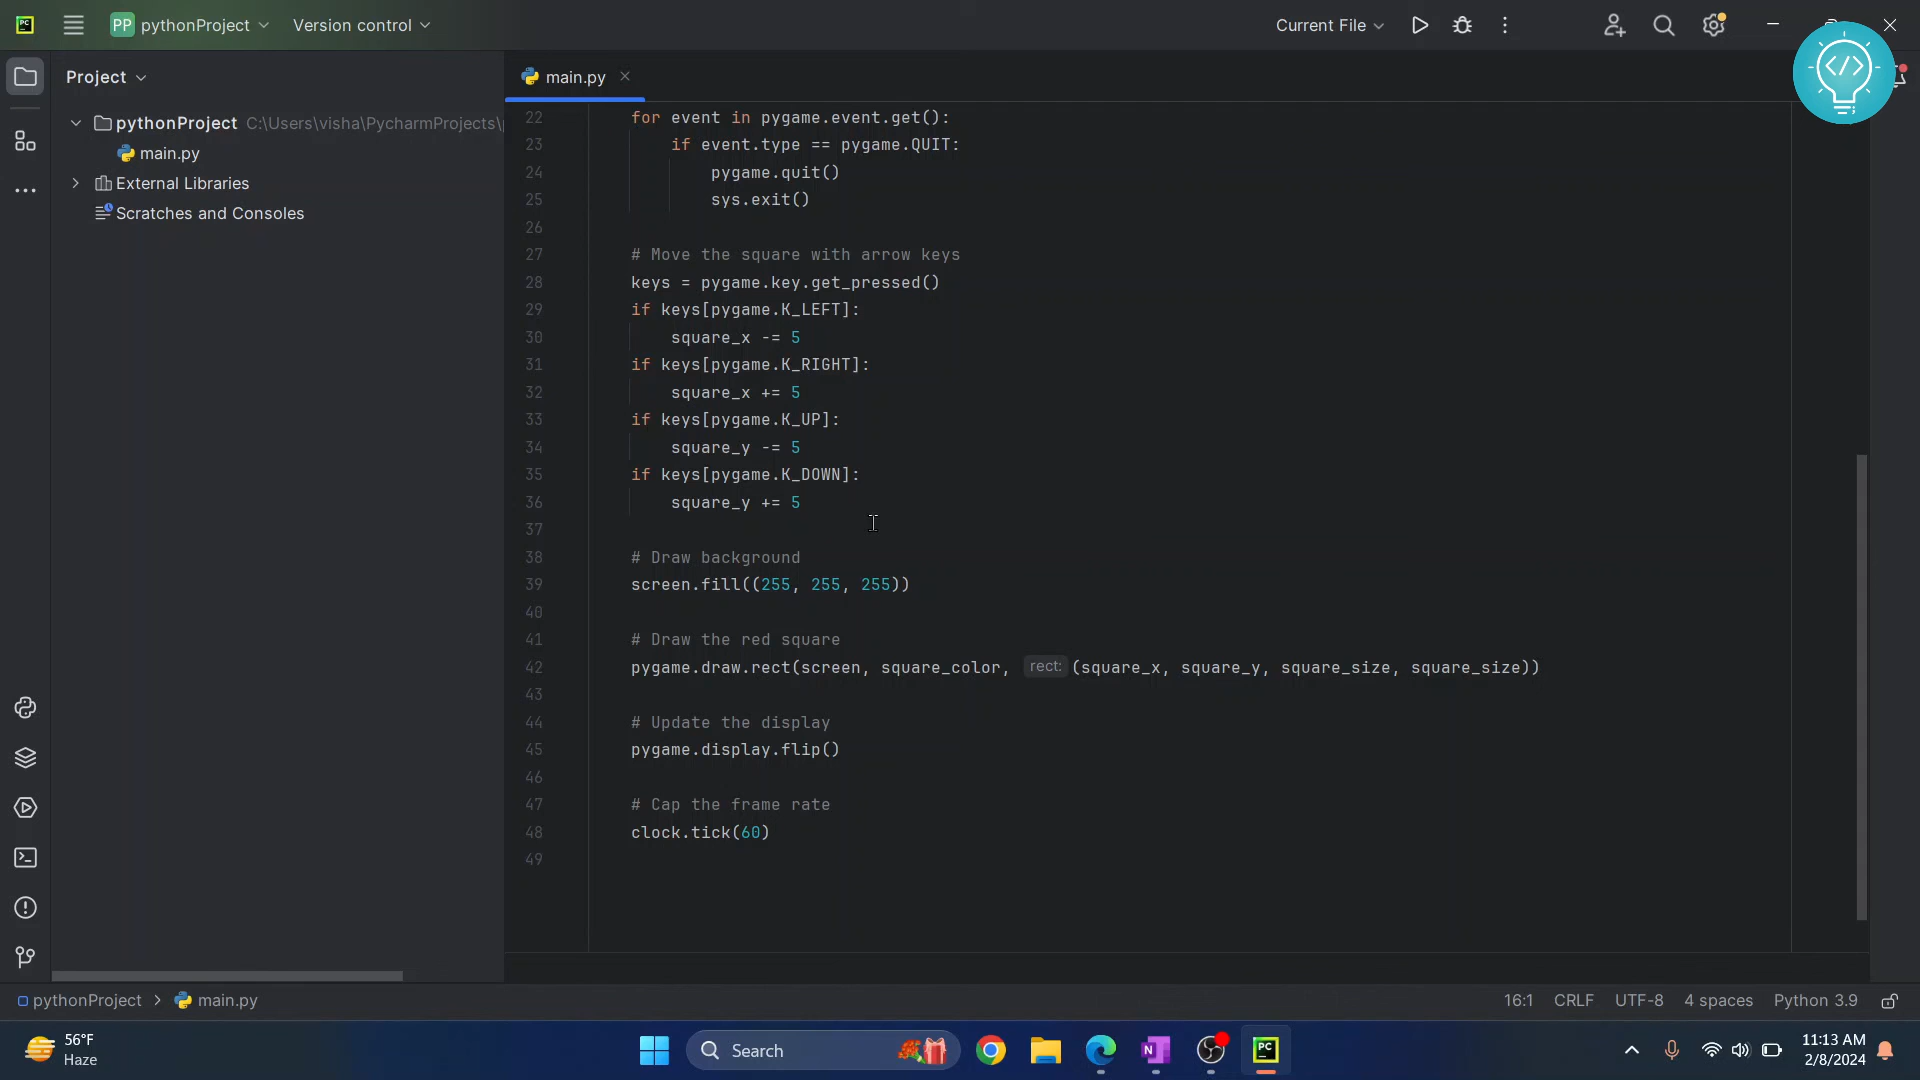 PC
PP pythonProject
Version control
Current File
Project
main.py
pythonProject C:\Users\visha\PycharmProjects\
main.py
External Libraries
Scratches and Consoles
22 for event in pygame.event.get():
23 if event.type == pygame.QUIT:
24 pygame.quit()
25 sys.exit()
26
27 # Move the square with arrow keys
28 keys = pygame.key.get_pressed()
29 if keys[pygame.K_LEFT]:
30 square_x -= 5
31 if keys[pygame.K_RIGHT]:
32 square_x += 5
33 if keys[pygame.K_UP]:
34 square_y -= 5
35 if keys[pygame.K_DOWN]:
36 square_y += 5
37
38 # Draw background
39 screen.fill((255, 255, 255))
40
41 # Draw the red square
42 pygame.draw.rect(screen, square_color, rect: (square_x, square_y, square_size, square_size))
43
44 # Update the display
45 pygame.display.flip()
46
47 # Cap the frame rate
48 clock.tick(60)
49
pythonProject > main.py
16:1 CRLF UTF-8 4 spaces Python 3.9
56°F
Haze
Search
N
PC
11:13 AM
2/8/2024